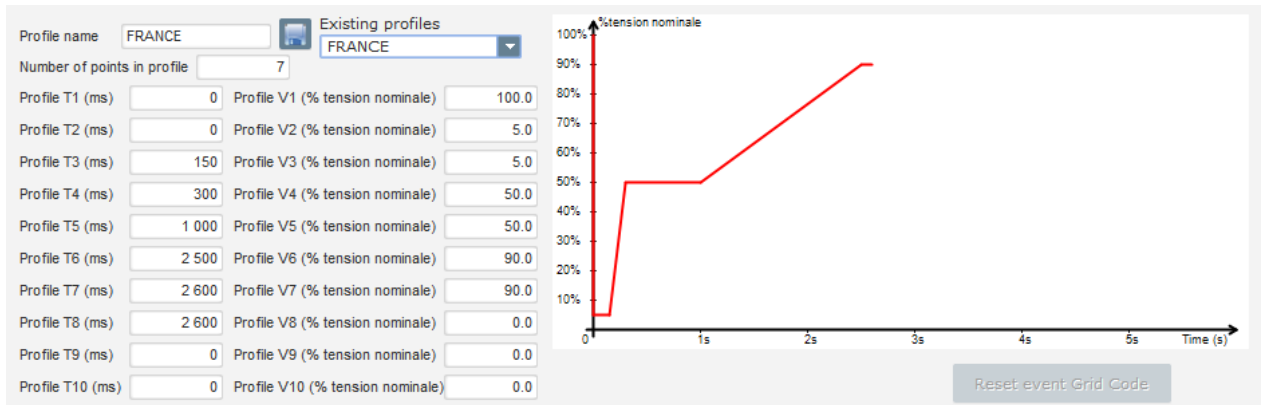 Profile name FRANCE Existing profiles
FRANCE
Number of points in profile 7
Profile T1 (ms) 0 Profile V1 (% tension nominale) 100.0
Profile T2 (ms) 0 Profile V2 (% tension nominale) 5.0
Profile T3 (ms) 150 Profile V3 (% tension nominale) 5.0
Profile T4 (ms) 300 Profile V4 (% tension nominale) 50.0
Profile T5 (ms) 1 000 Profile V5 (% tension nominale) 50.0
Profile T6 (ms) 2 500 Profile V6 (% tension nominale) 90.0
Profile T7 (ms) 2 600 Profile V7 (% tension nominale) 90.0
Profile T8 (ms) 2 600 Profile V8 (% tension nominale) 0.0
Profile T9 (ms) 0 Profile V9 (% tension nominale) 0.0
Profile T10 (ms) 0 Profile V10 (% tension nominale) 0.0
%tension nominale
100%
90%
80%
70%
60%
50%
40%
30%
20%
10%
0 1s 2s 3s 4s 5s Time (s)
Reset event Grid Code